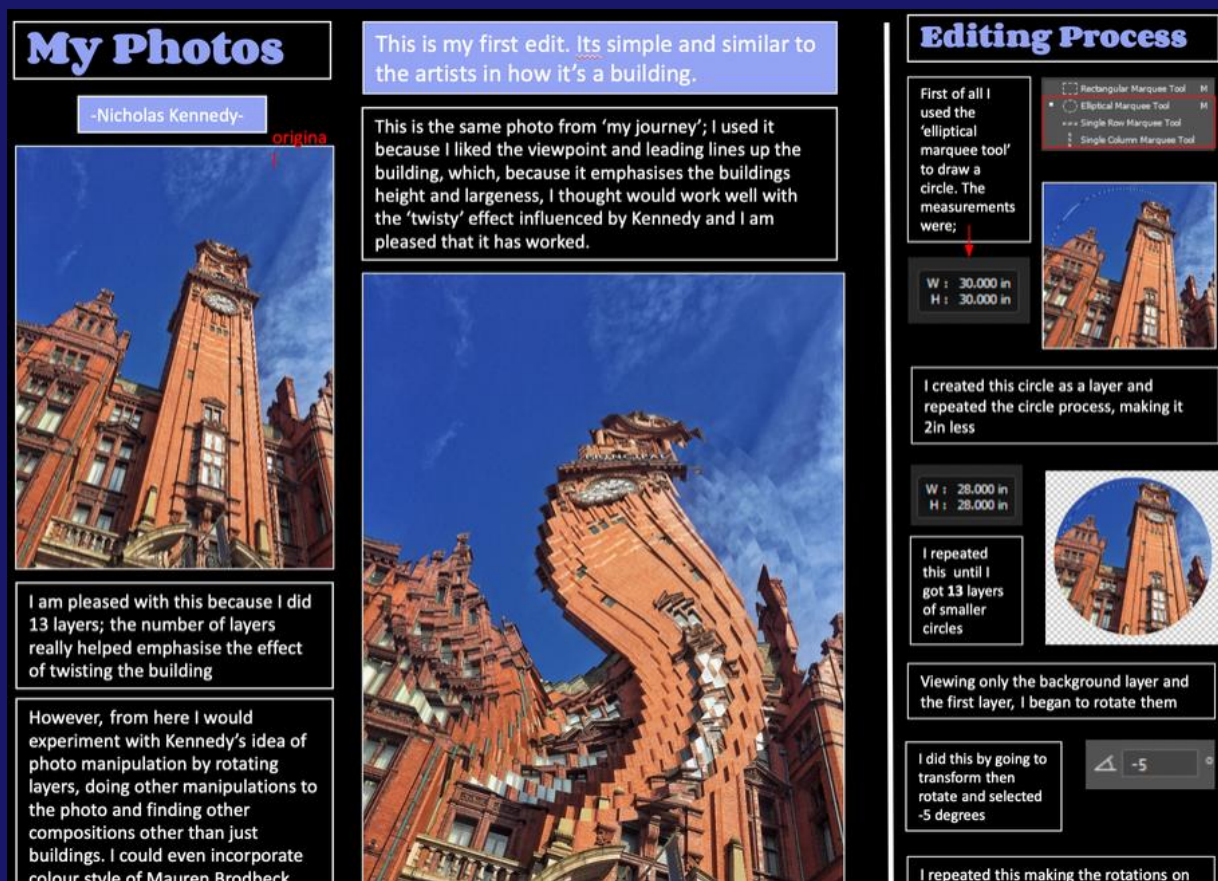 My Photos
-Nicholas Kennedy-
origina
l
I am pleased with this because I did
13 layers; the number of layers
really helped emphasise the effect
of twisting the building
However, from here I would
experiment with Kennedy's idea of
photo manipulation by rotating
layers, doing other manipulations to
the photo and finding other
compositions other than just
buildings. I could even incorporate
colour style of Mauren Brodbeck
This is my first edit. Its simple and similar to
the artists in how it's a building.
This is the same photo from 'my journey'; I used it
because I liked the viewpoint and leading lines up the
building, which, because it emphasises the buildings
height and largeness, I thought would work well with
the 'twisty' effect influenced by Kennedy and I am
pleased that it has worked.
PRINCIPAL
Editing Process
First of all I
used the
'elliptical
marquee tool'
to draw a
circle. The
measurements
were;
Rectangular Marquee Tool M
Elliptical Marquee Tool M
Single Row Marquee Tool
Single Column Marquee Tool
W : 30.000 in
H : 30.000 in
I created this circle as a layer and
repeated the circle process, making it
2in less
W : 28.000 in
H : 28.000 in
I repeated
this until I
got 13 layers
of smaller
circles
Viewing only the background layer and
the first layer, I began to rotate them
I did this by going to
transform then
rotate and selected
-5 degrees
-5 °
I repeated this making the rotations on